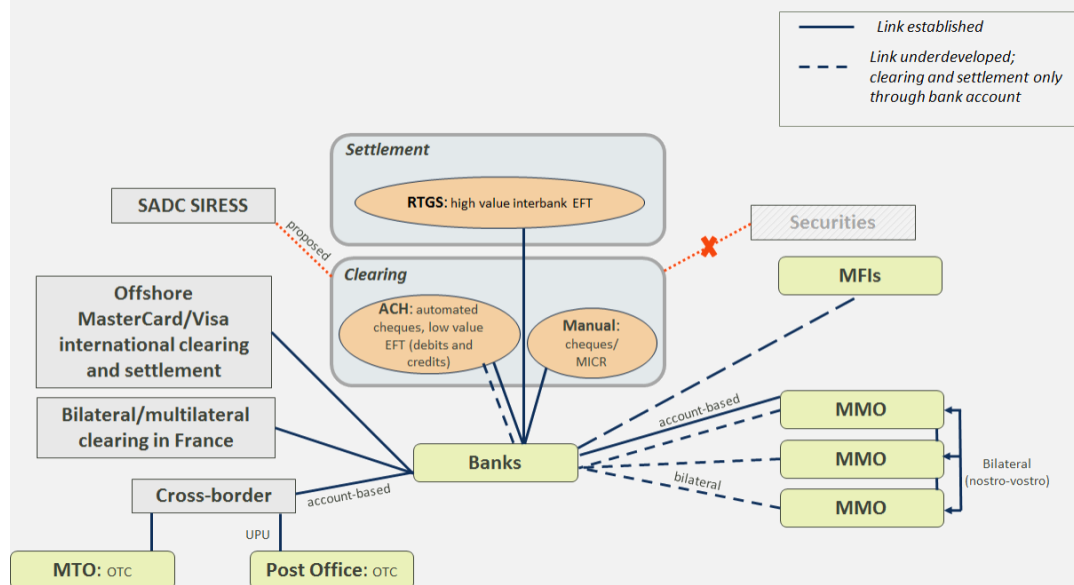 Link established
Link underdeveloped;
clearing and settlement only
through bank account
Settlement
RTGS: high value interbank EFT
SADC SIRESS
proposed
Securities
Clearing
ACH: automated
cheques, low value
EFT (debits and
credits)
Manual:
cheques/
MICR
MFIs
Offshore
MasterCard/Visa
international clearing
and settlement
Bilateral/multilateral
clearing in France
account-based
MMO
Banks
MMO
Bilateral
(nostro-vostro)
bilateral
MMO
Cross-border
account-based
UPU
MTO: OTC
Post Office: OTC